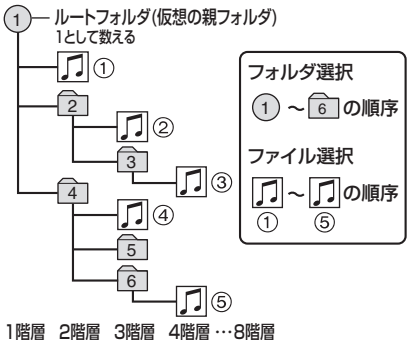 1 ルートフォルダ(仮想の親フォルダ)
1として数える
①
2
②
3
③
4
④
5
6
⑤
フォルダ選択
1 ～ 6 の順序
ファイル選択
～ の順序
① ⑤
1階層 2階層 3階層 4階層 …8階層